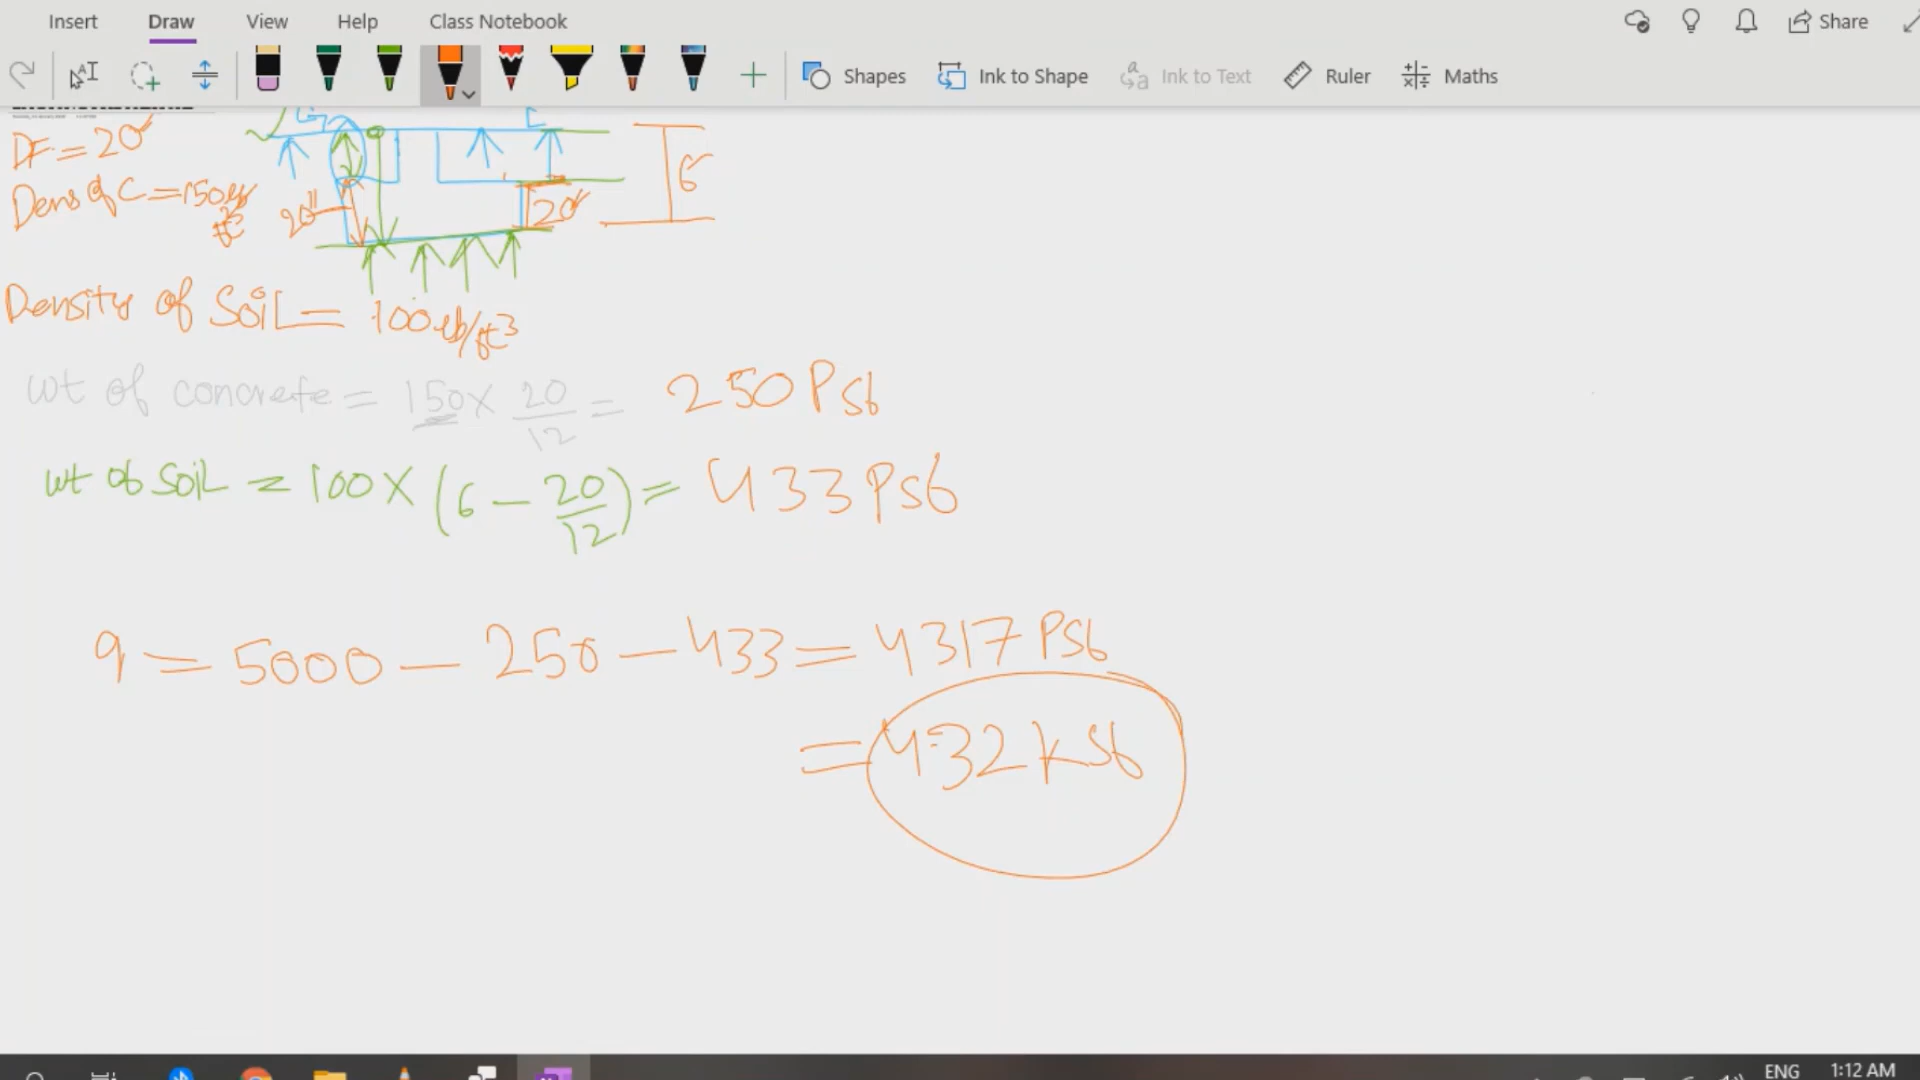 Insert Draw View Help Class Notebook Share
Shapes Ink to Shape Ink to Text Ruler Maths
DF = 20"
Dens of C = 150
20"
20"
6'
Density of Soil = 100 lb/ft³
wt of concrete = 150 x 20/12 = 250 Psf
wt of Soil = 100 x (6 - 20/12) = 433 Psf
q = 5000 - 250 - 433 = 4317 Psf
= 4.32 ksf
ENG 1:12 AM